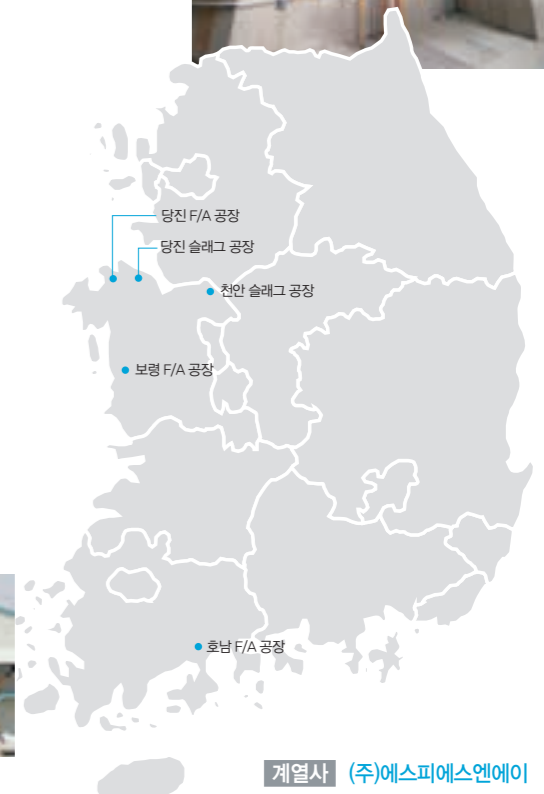 당진 F/A 공장
당진 슬래그 공장
천안 슬래그 공장
보령 F/A 공장
호남 F/A 공장
계열사 (주)에스피에스엔에이